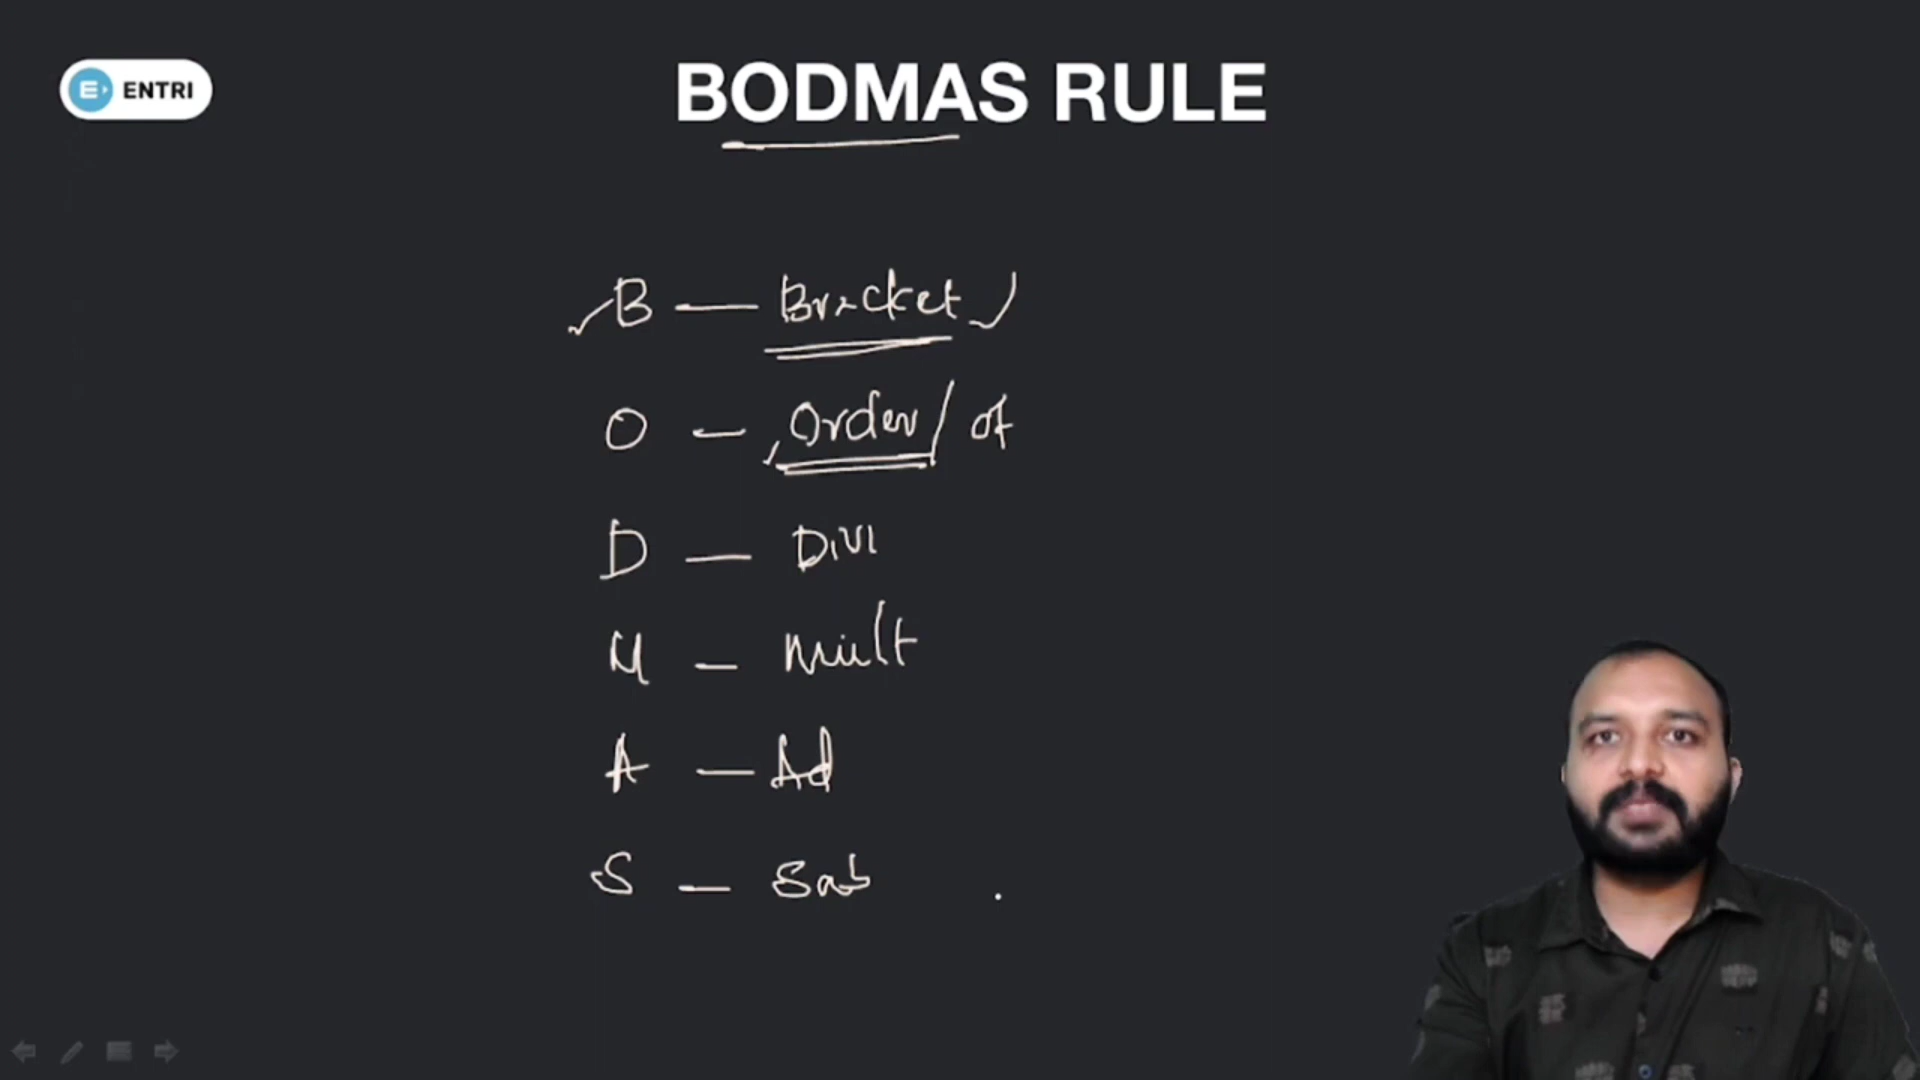 ENTRI
BODMAS RULE
B — Bracket
O — Order / of
D — Divi
M — Mult
A — Ad
S — Sub